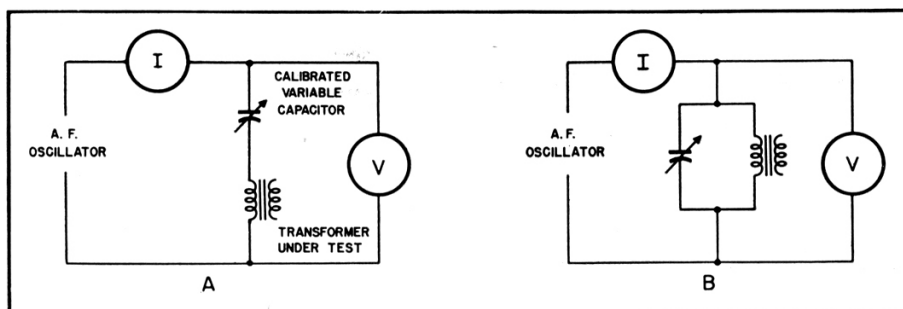 I
CALIBRATED
VARIABLE
CAPACITOR
A. F.
OSCILLATOR
V
TRANSFORMER
UNDER TEST
A
I
A. F.
OSCILLATOR
V
B